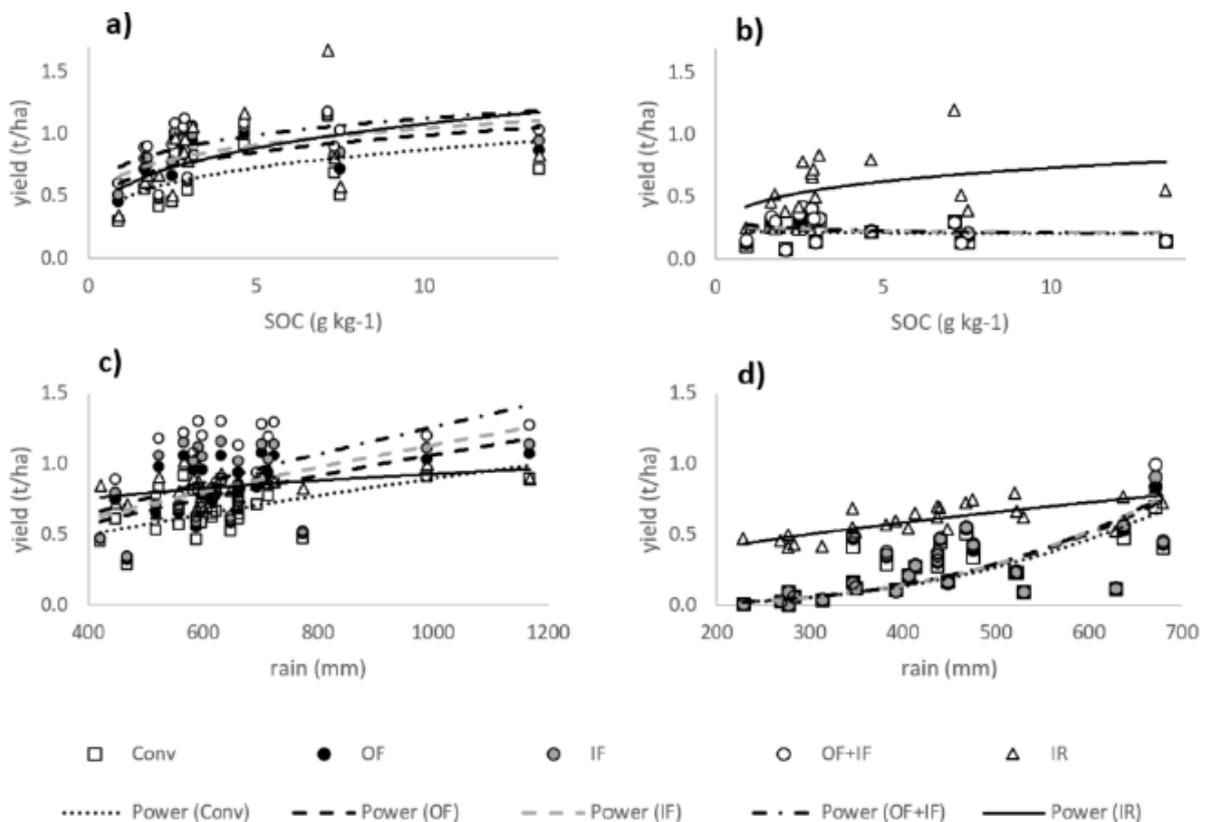 a)
b)
yield (t/ha)
1.5
1.0
0.5
0.0
0 5 10
SOC (g kg-1)
yield (t/ha)
1.5
1.0
0.5
0.0
0 5 10
SOC (g kg-1)
c)
d)
yield (t/ha)
1.5
1.0
0.5
0.0
400 600 800 1000 1200
rain (mm)
yield (t/ha)
1.5
1.0
0.5
0.0
200 300 400 500 600 700
rain (mm)
Conv OF IF OF+IF IR
Power (Conv) Power (OF) Power (IF) Power (OF+IF) Power (IR)